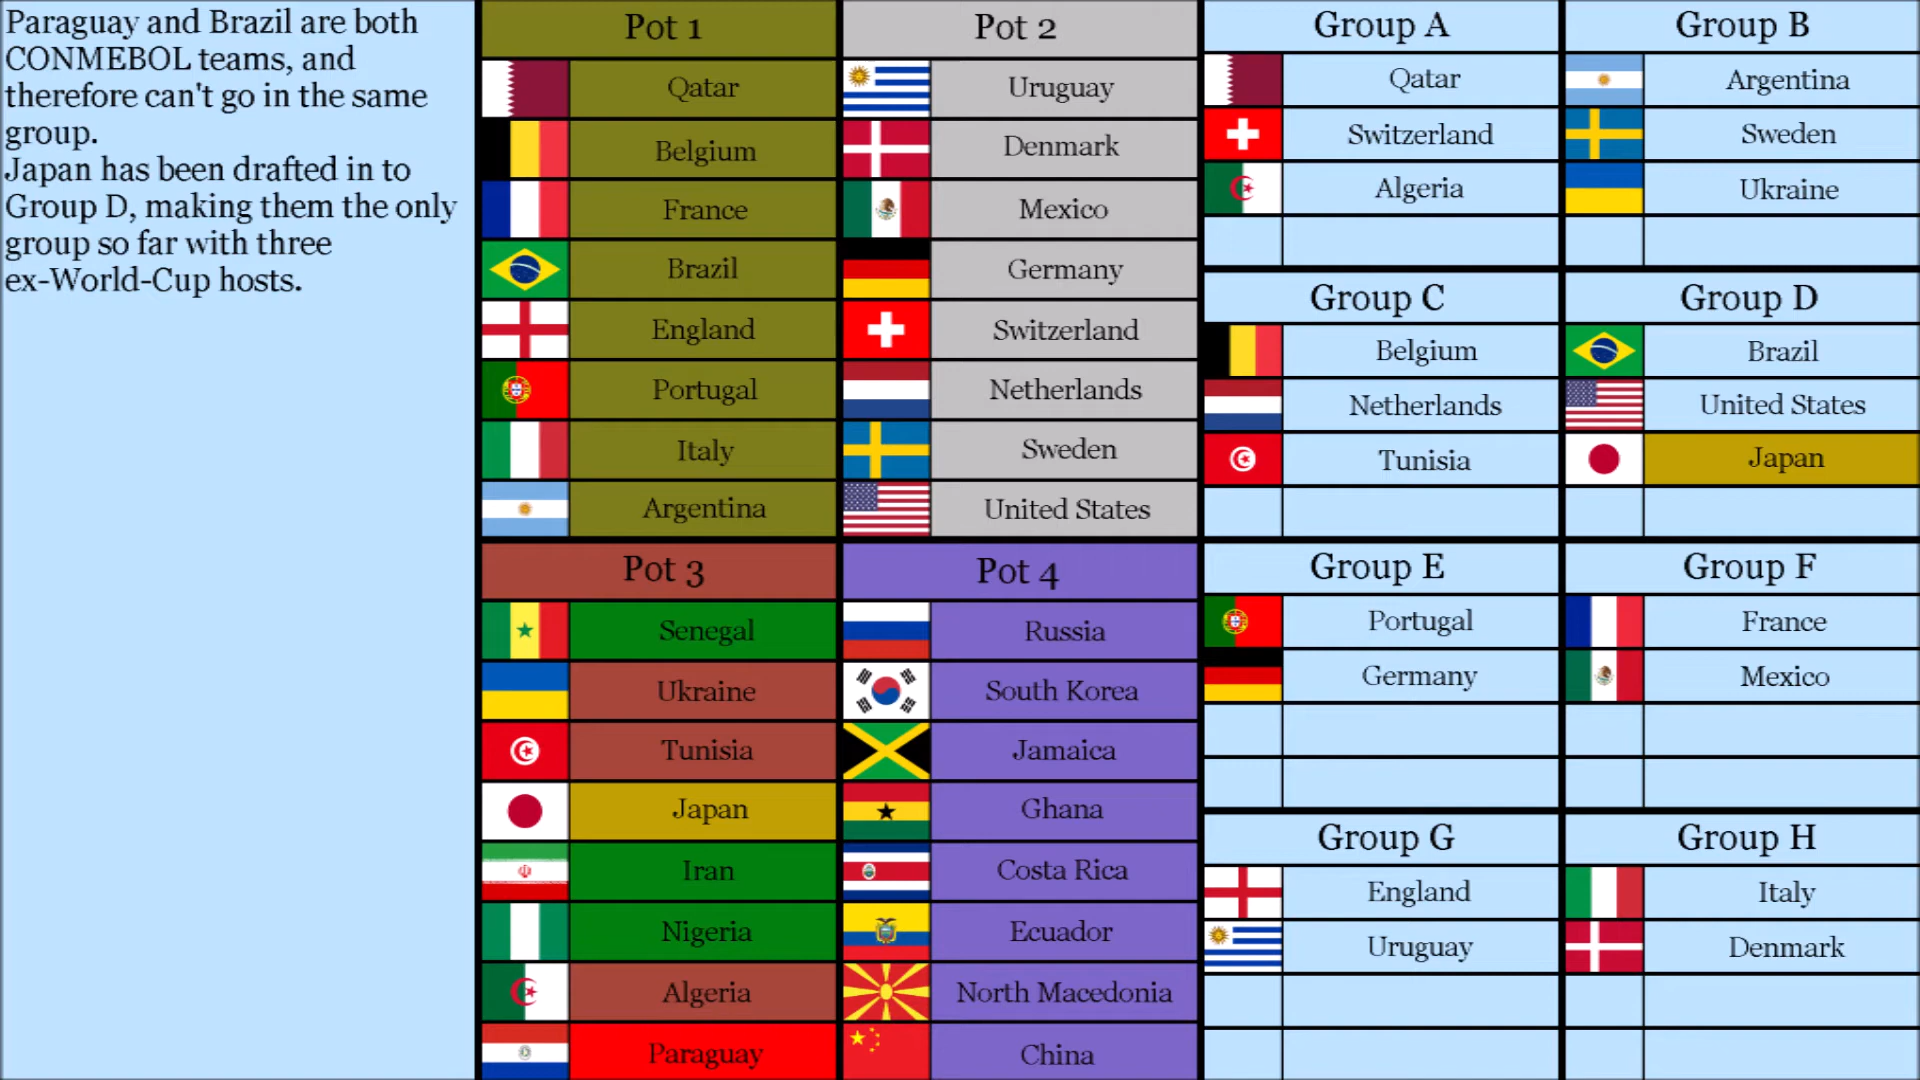 Paraguay and Brazil are both
CONMEBOL teams, and
therefore can't go in the same
group.
Japan has been drafted in to
Group D, making them the only
group so far with three
ex-World-Cup hosts.
Pot 1
Qatar
Belgium
France
Brazil
England
Portugal
Italy
Argentina
Pot 2
Uruguay
Denmark
Mexico
Germany
Switzerland
Netherlands
Sweden
United States
Pot 3
Senegal
Ukraine
Tunisia
Japan
Iran
Nigeria
Algeria
Paraguay
Pot 4
Russia
South Korea
Jamaica
Ghana
Costa Rica
Ecuador
North Macedonia
China
Group A
Qatar
Switzerland
Algeria
Group B
Argentina
Sweden
Ukraine
Group C
Belgium
Netherlands
Tunisia
Group D
Brazil
United States
Japan
Group E
Portugal
Germany
Group F
France
Mexico
Group G
England
Uruguay
Group H
Italy
Denmark